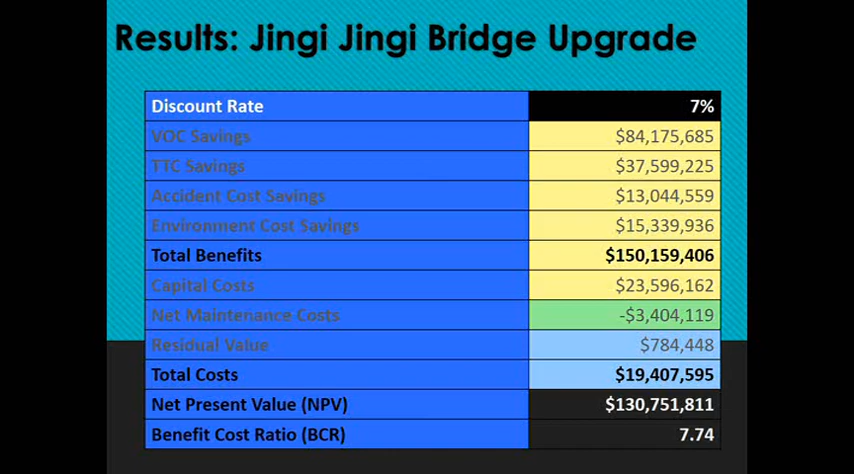 Results: Jingi Jingi Bridge Upgrade
Discount Rate 7%
VOC Savings $84,175,685
TTC Savings $37,599,225
Accident Cost Savings $13,044,559
Environment Cost Savings $15,339,936
Total Benefits $150,159,406
Capital Costs $23,596,162
Net Maintenance Costs -$3,404,119
Residual Value $784,448
Total Costs $19,407,595
Net Present Value (NPV) $130,751,811
Benefit Cost Ratio (BCR) 7.74